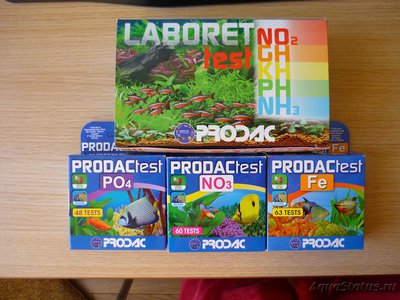 LABORET
test
NO₂
GH
KH
PH
NH₃
PRODAC
PRODACtest
PO₄
48 TESTS
PRODAC
PRODACtest
NO₃
60 TESTS
PRODAC
PRODACtest
Fe
63 TESTS
PRODAC
AquaStatus.ru